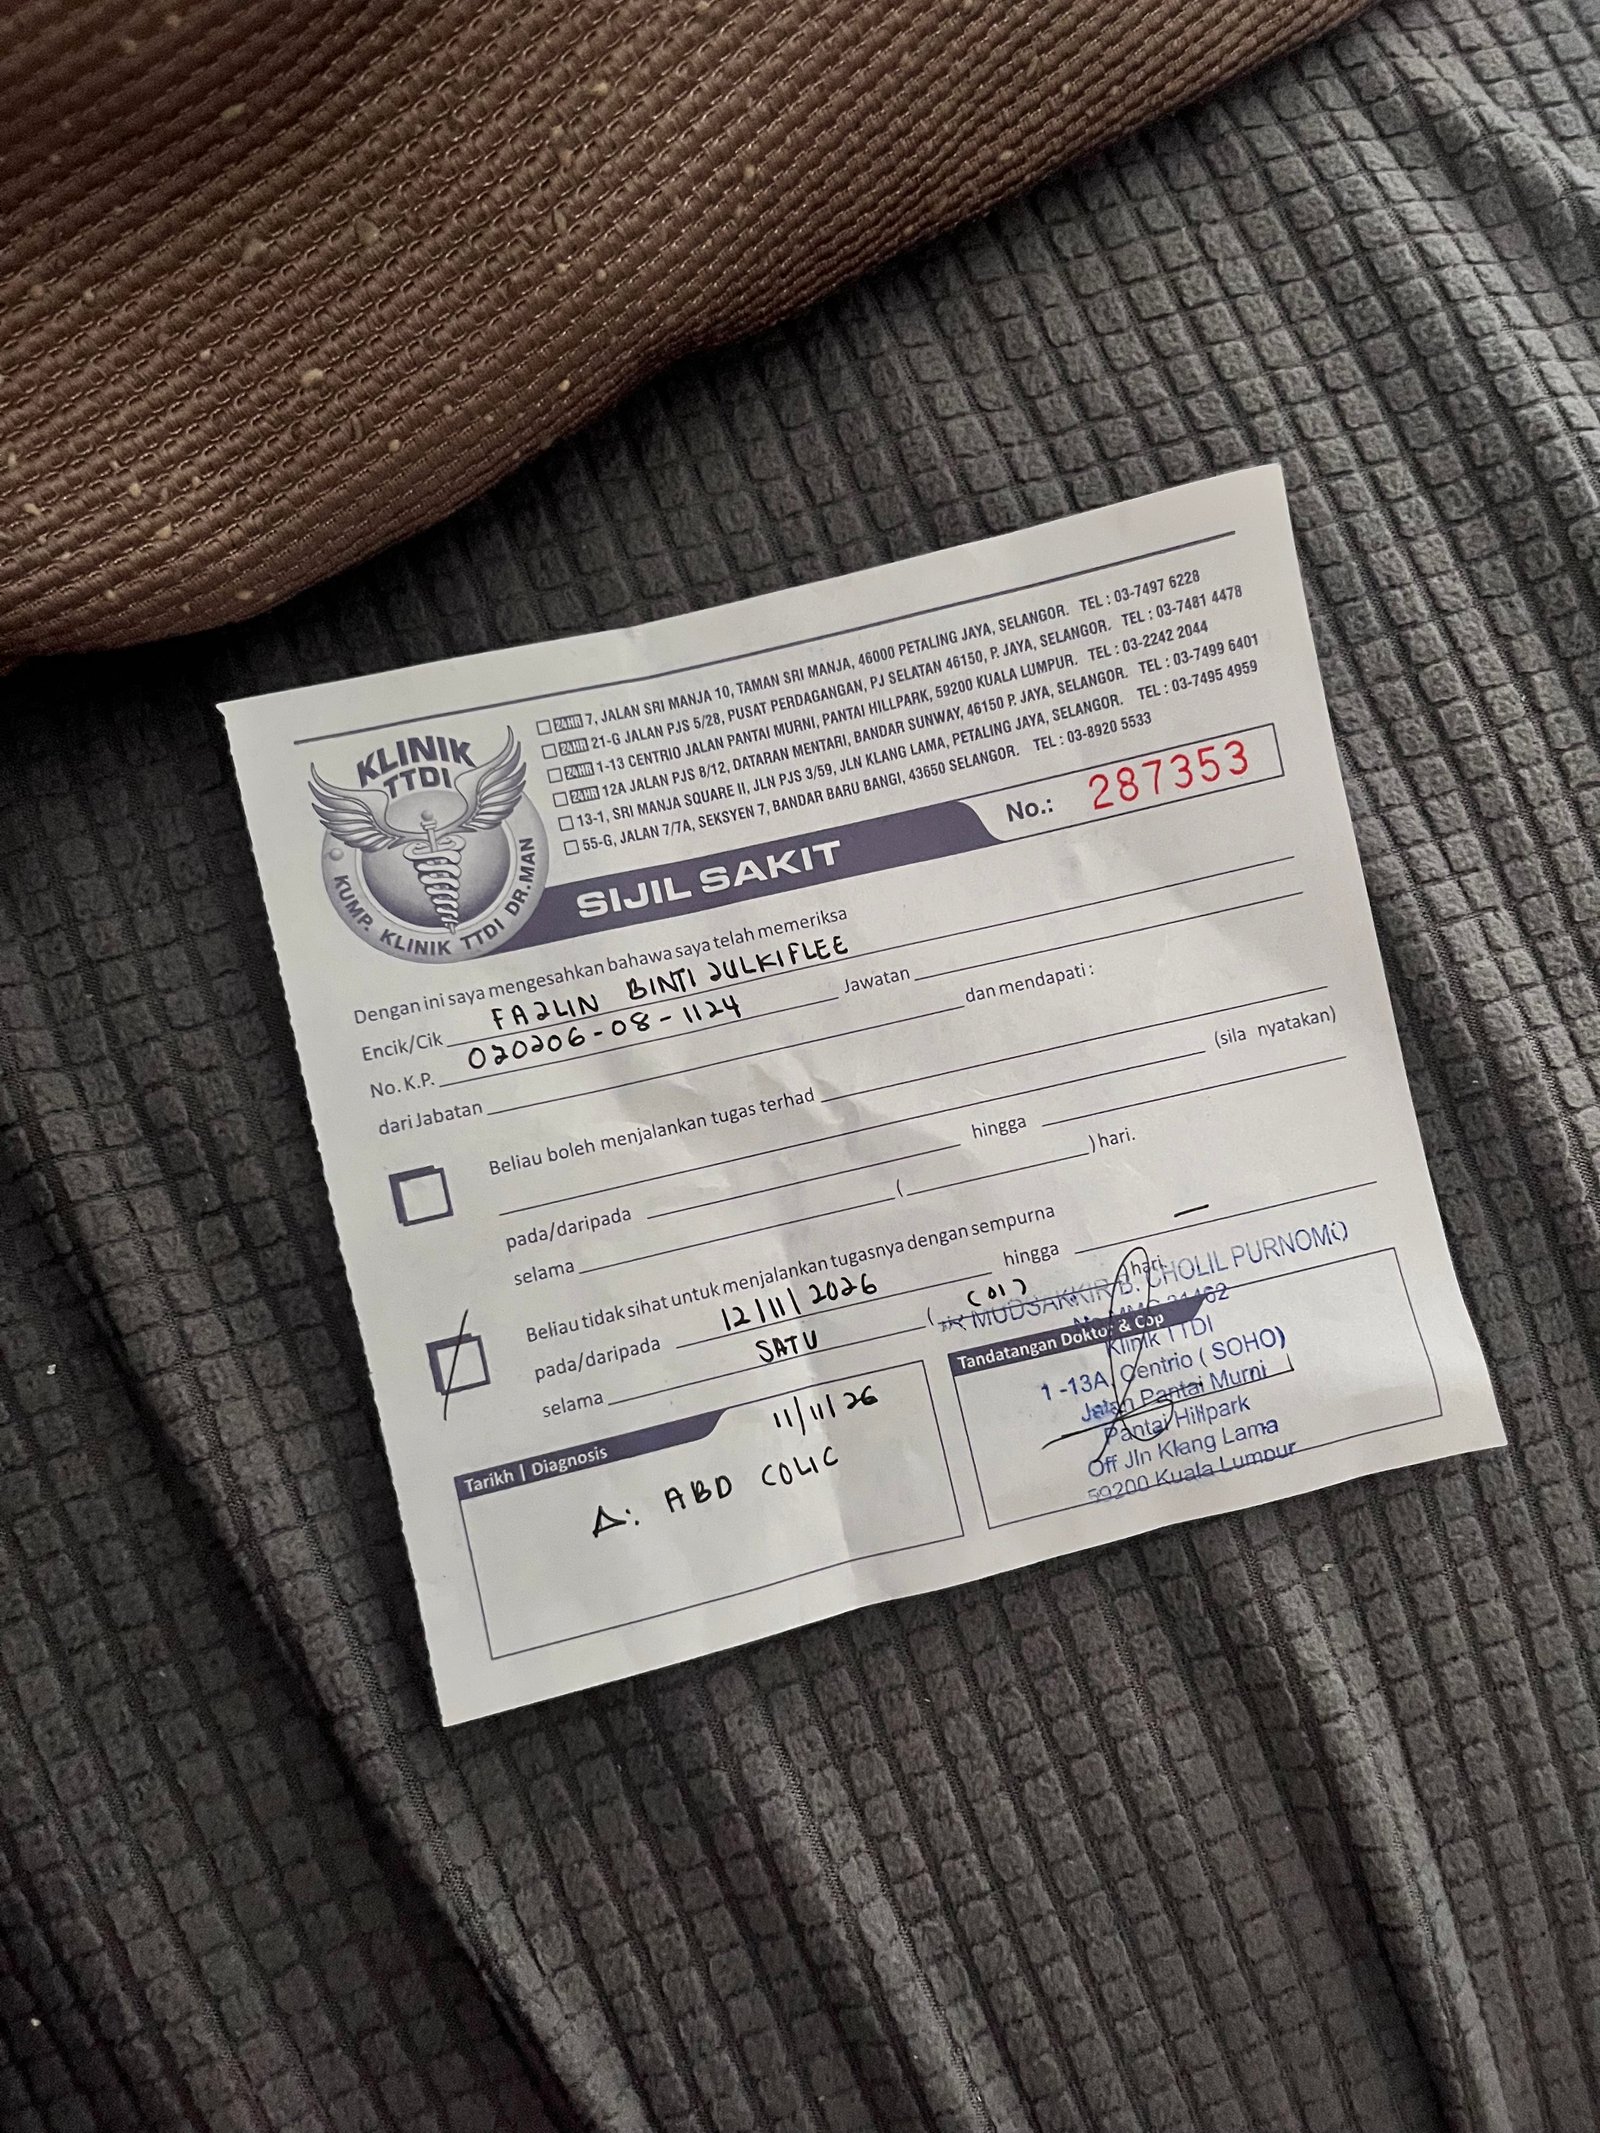 KLINIK
TTDI
KUMP. KLINIK TTDI DR.MAN
24HR 7, JALAN SRI MANJA 10, TAMAN SRI MANJA, 46000 PETALING JAYA, SELANGOR. TEL : 03-7497 6228
24HR 21-G JALAN PJS 5/28, PUSAT PERDAGANGAN, PJ SELATAN 46150, P. JAYA, SELANGOR. TEL : 03-7481 4478
24HR 1-13 CENTRIO JALAN PANTAI MURNI, PANTAI HILLPARK, 59200 KUALA LUMPUR. TEL : 03-2242 2044
24HR 12A JALAN PJS 8/12, DATARAN MENTARI, BANDAR SUNWAY, 46150 P. JAYA, SELANGOR. TEL : 03-7499 6401
13-1, SRI MANJA SQUARE II, JLN PJS 3/59, JLN KLANG LAMA, PETALING JAYA, SELANGOR. TEL : 03-7495 4959
55-G, JALAN 7/7A, SEKSYEN 7, BANDAR BARU BANGI, 43650 SELANGOR. TEL : 03-8920 5533
SIJIL SAKIT
No.: 287353
Dengan ini saya mengesahkan bahawa saya telah memeriksa
Encik/Cik FAZLIN BINTI ZULKIFLEE
No. K.P. 020206-08-1124 Jawatan
dari Jabatan dan mendapati :
Beliau boleh menjalankan tugas terhad
(sila nyatakan)
pada/daripada hingga
selama ( ) hari.
Beliau tidak sihat untuk menjalankan tugasnya dengan sempurna
pada/daripada 12/11/2026 hingga —
selama SATU ( (01) ) hari.
MUDSAKKIR B. CHOLIL PURNOMO
Tandatangan Doktor & Cop
Klinik TTDI
1 -13A, Centrio ( SOHO)
Jalan Pantai Murni
Pantai Hillpark
Off Jln Klang Lama
59200 Kuala Lumpur
Tarikh | Diagnosis
11/11/26
Δ: ABD COLIC